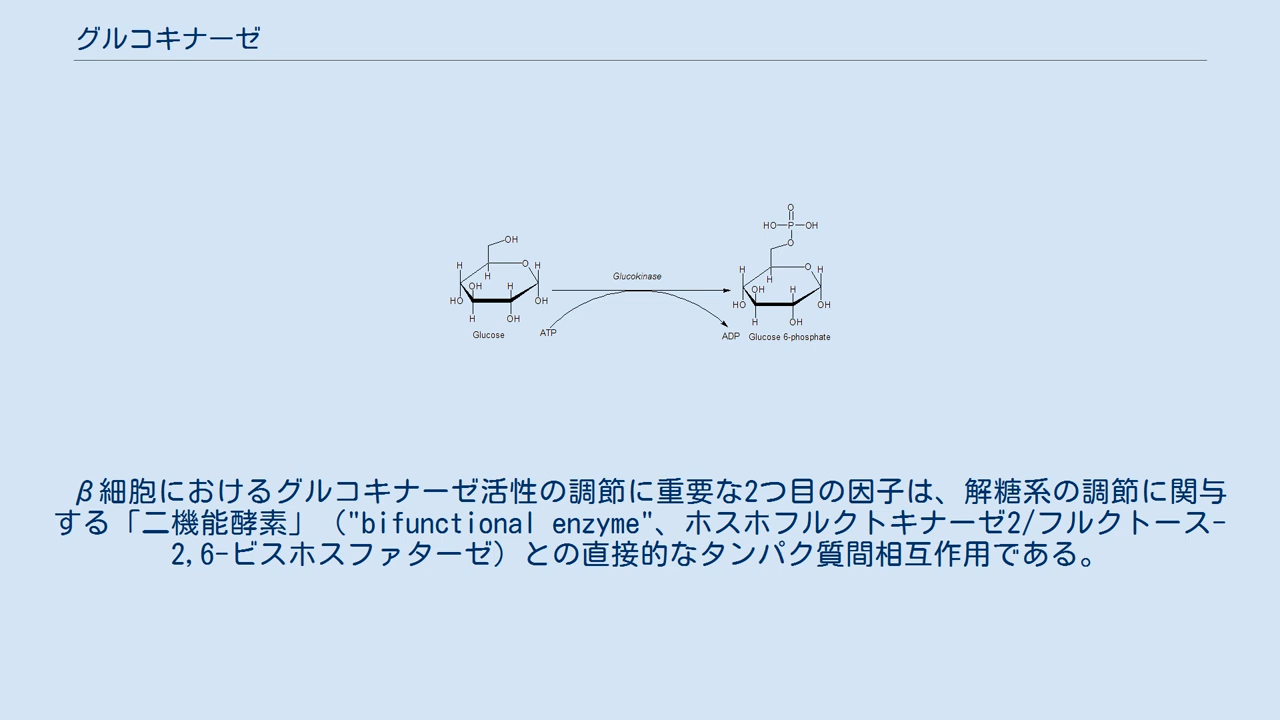 グルコキナーゼ
O
HO P OH
O
OH
H O H
H
OH H
HO OH
H OH
Glucose
Glucokinase
ATP
ADP
H O H
H
OH H
HO OH
H OH
Glucose 6-phosphate
β細胞におけるグルコキナーゼ活性の調節に重要な2つ目の因子は、解糖系の調節に関与
する「二機能酵素」（"bifunctional enzyme"、ホスホフルクトキナーゼ2/フルクトース-
2,6-ビスホスファターゼ）との直接的なタンパク質間相互作用である。